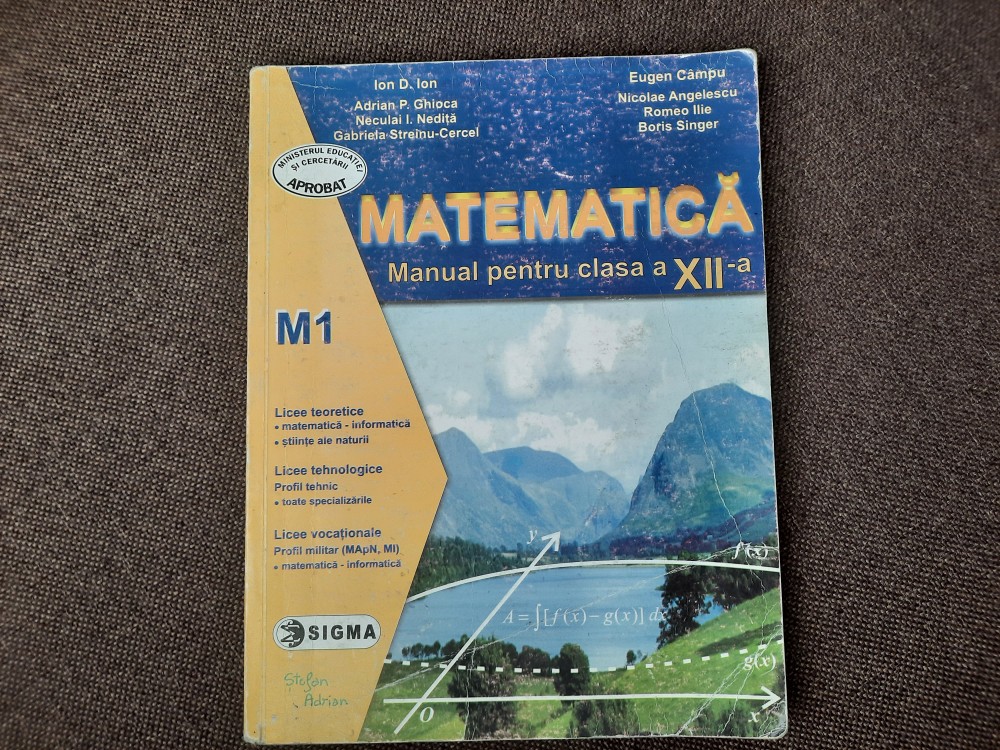 Ion D. Ion
Adrian P. Ghioca
Neculai I. Nediță
Gabriela Streinu-Cercel
Eugen Câmpu
Nicolae Angelescu
Romeo Ilie
Boris Singer
MINISTERUL EDUCAȚIEI
ȘI CERCETĂRII
APROBAT
MATEMATICĂ
Manual pentru clasa a XII-a
M1
Licee teoretice
• matematică - informatică
• științe ale naturii
Licee tehnologice
Profil tehnic
• toate specializările
Licee vocaționale
Profil militar (MApN, MI)
• matematică - informatică
y
f(x)
A = ∫[f(x) – g(x)] dx
g(x)
O
x
SIGMA
Ștefan
Adrian